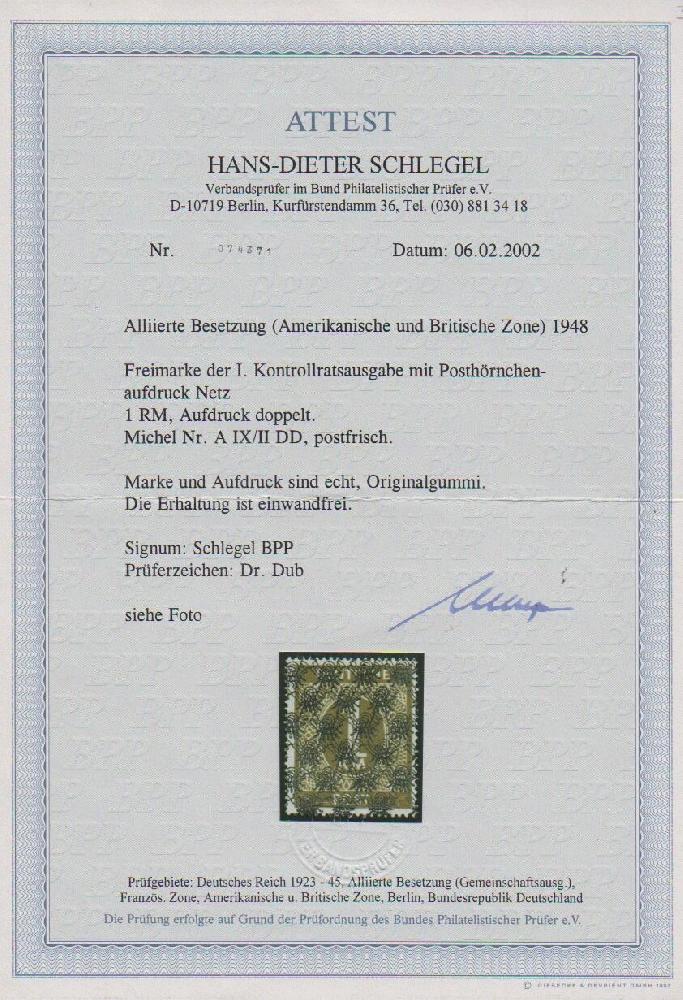 ATTEST
HANS-DIETER SCHLEGEL
Verbandsprüfer im Bund Philatelistischer Prüfer e.V.
D-10719 Berlin, Kurfürstendamm 36, Tel. (030) 881 34 18
Nr. Datum: 06.02.2002
Alliierte Besetzung (Amerikanische und Britische Zone) 1948
Freimarke der I. Kontrollratsausgabe mit Posthörnchen-
aufdruck Netz
1 RM, Aufdruck doppelt.
Michel Nr. A IX/II DD, postfrisch.
Marke und Aufdruck sind echt, Originalgummi.
Die Erhaltung ist einwandfrei.
Signum: Schlegel BPP
Prüferzeichen: Dr. Dub
siehe Foto
1
VERBANDSPRÜFER
Prüfgebiete: Deutsches Reich 1923 - 45, Alliierte Besetzung (Gemeinschaftsausg.),
Französ. Zone, Amerikanische u. Britische Zone, Berlin, Bundesrepublik Deutschland
Die Prüfung erfolgte auf Grund der Prüfordnung des Bundes Philatelistischer Prüfer e.V.